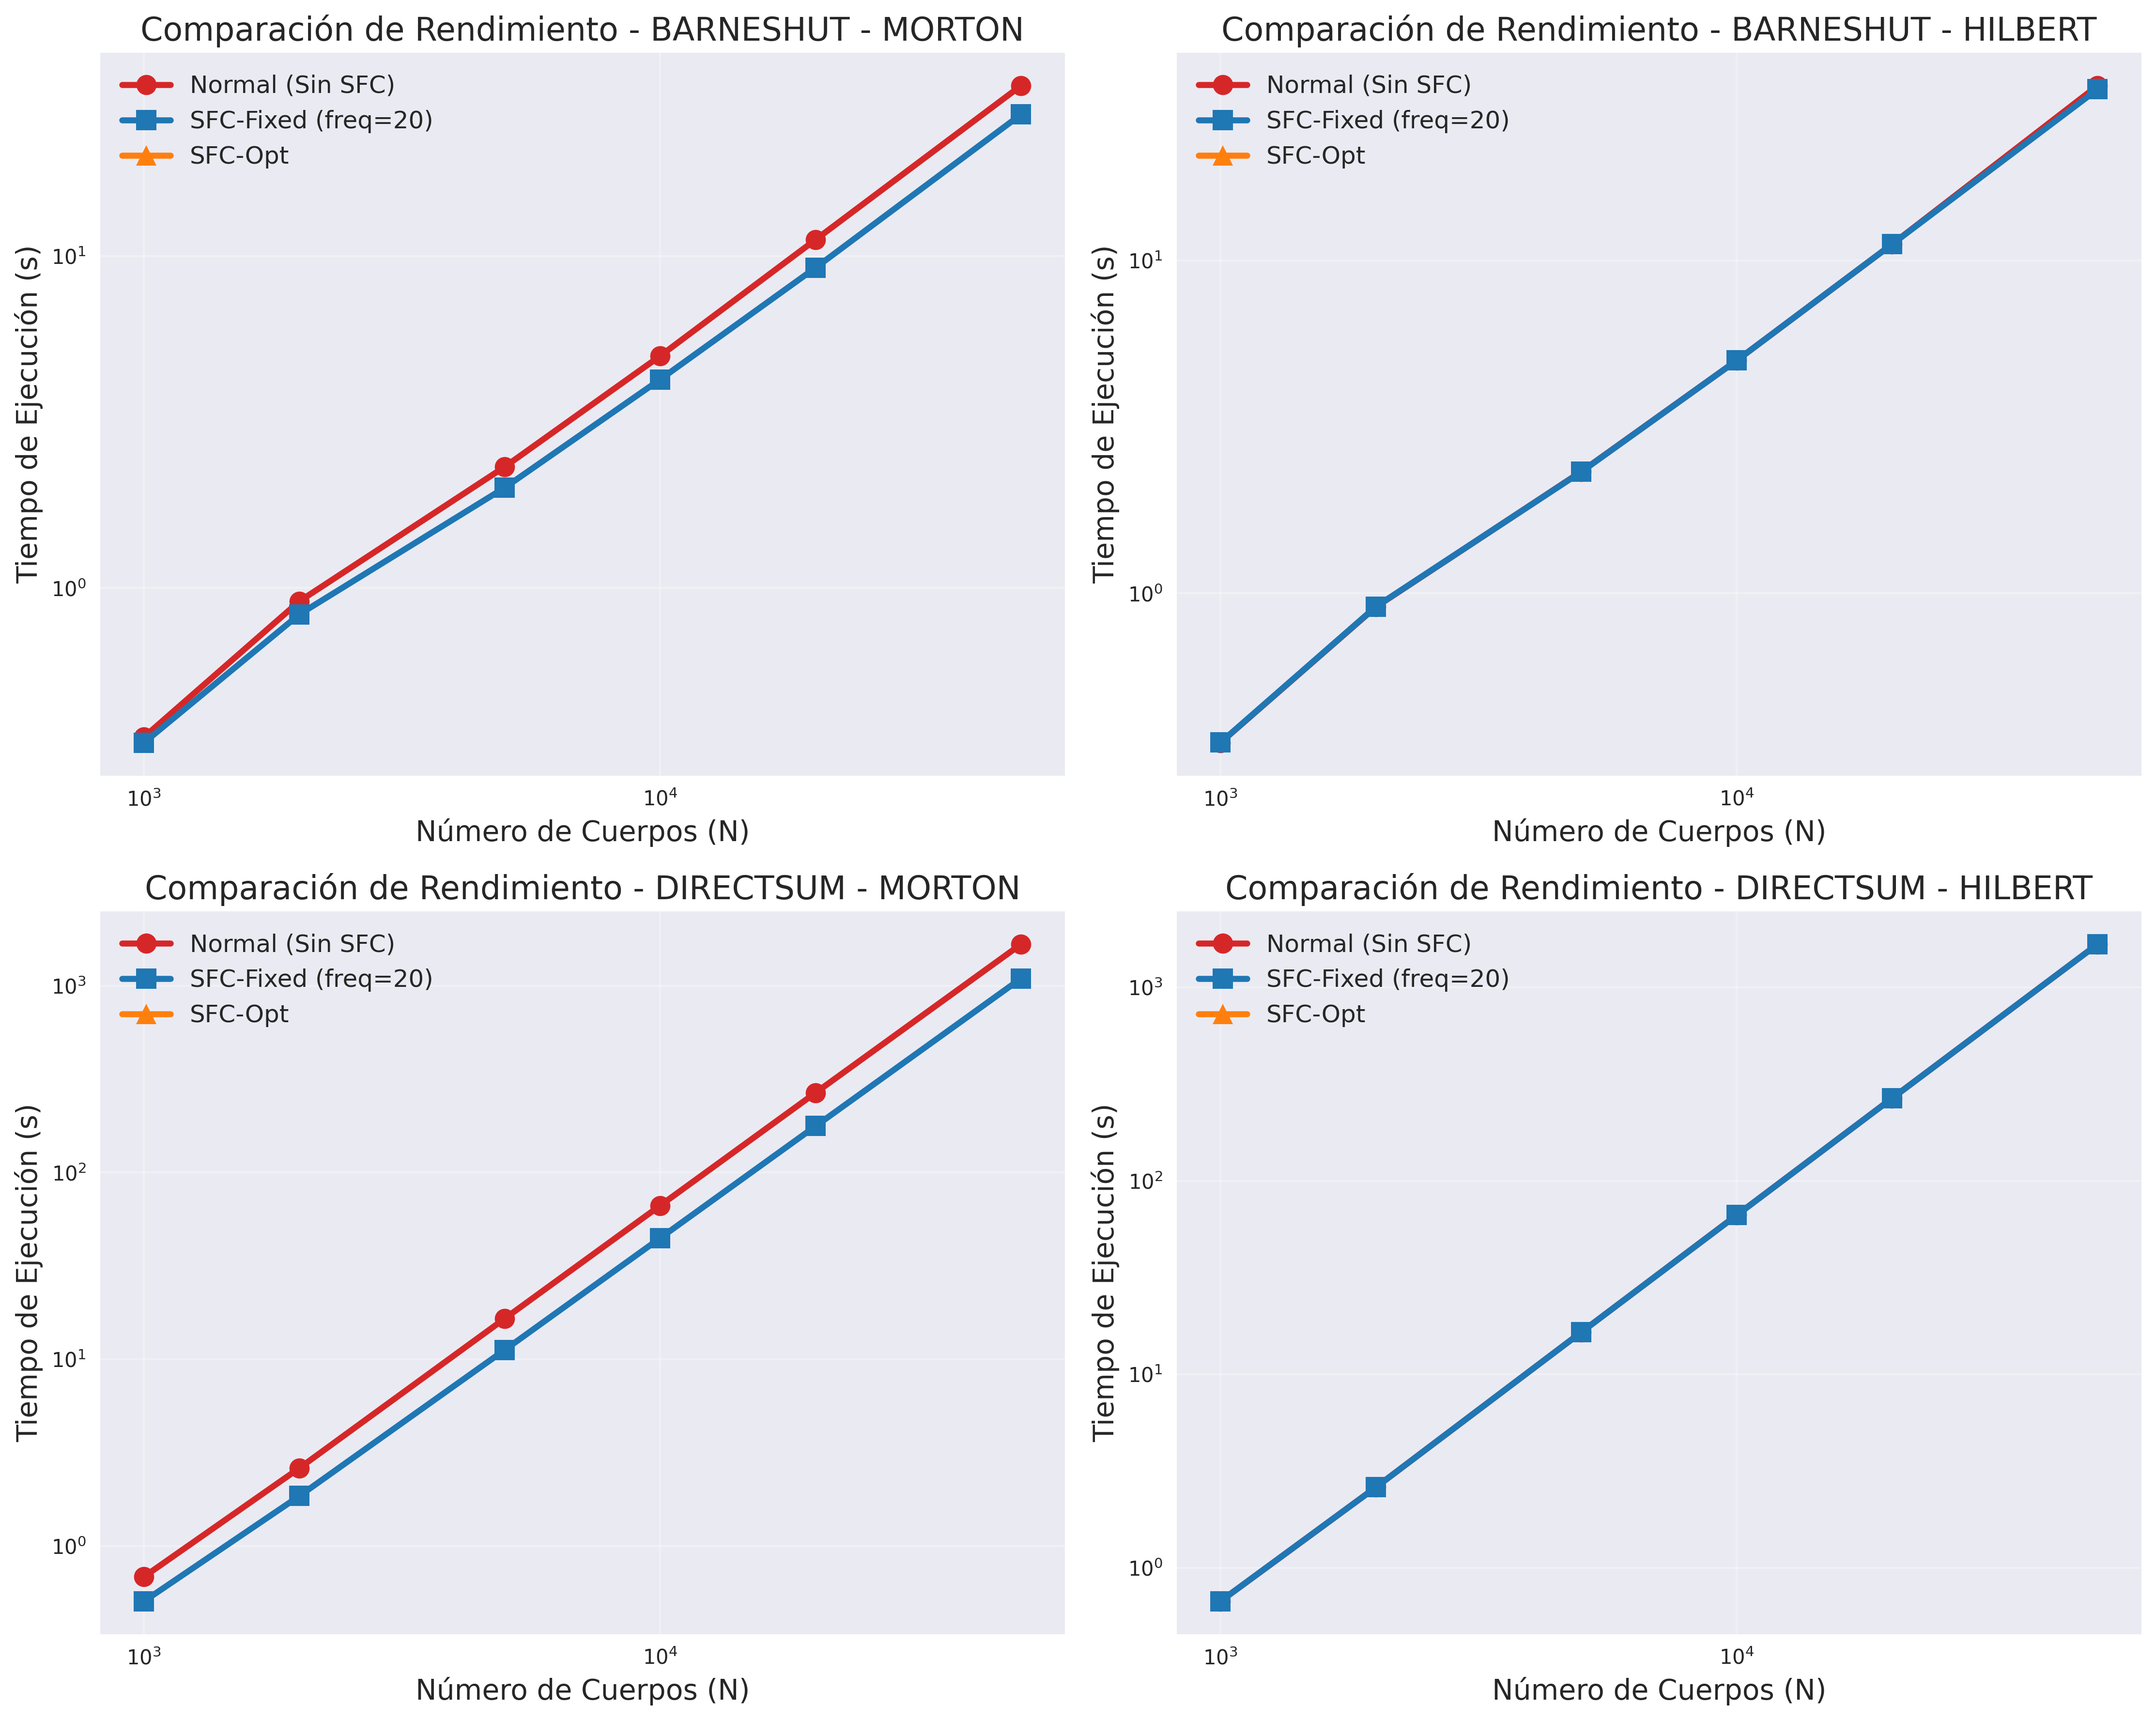 Comparación de Rendimiento - BARNESHUT - MORTON
Normal (Sin SFC)
SFC-Fixed (freq=20)
SFC-Opt
Tiempo de Ejecución (s)
10¹
10⁰
10³
10⁴
Número de Cuerpos (N)
Comparación de Rendimiento - BARNESHUT - HILBERT
Normal (Sin SFC)
SFC-Fixed (freq=20)
SFC-Opt
Tiempo de Ejecución (s)
10¹
10⁰
10³
10⁴
Número de Cuerpos (N)
Comparación de Rendimiento - DIRECTSUM - MORTON
Normal (Sin SFC)
SFC-Fixed (freq=20)
SFC-Opt
Tiempo de Ejecución (s)
10³
10²
10¹
10⁰
10³
10⁴
Número de Cuerpos (N)
Comparación de Rendimiento - DIRECTSUM - HILBERT
Normal (Sin SFC)
SFC-Fixed (freq=20)
SFC-Opt
Tiempo de Ejecución (s)
10³
10²
10¹
10⁰
10³
10⁴
Número de Cuerpos (N)